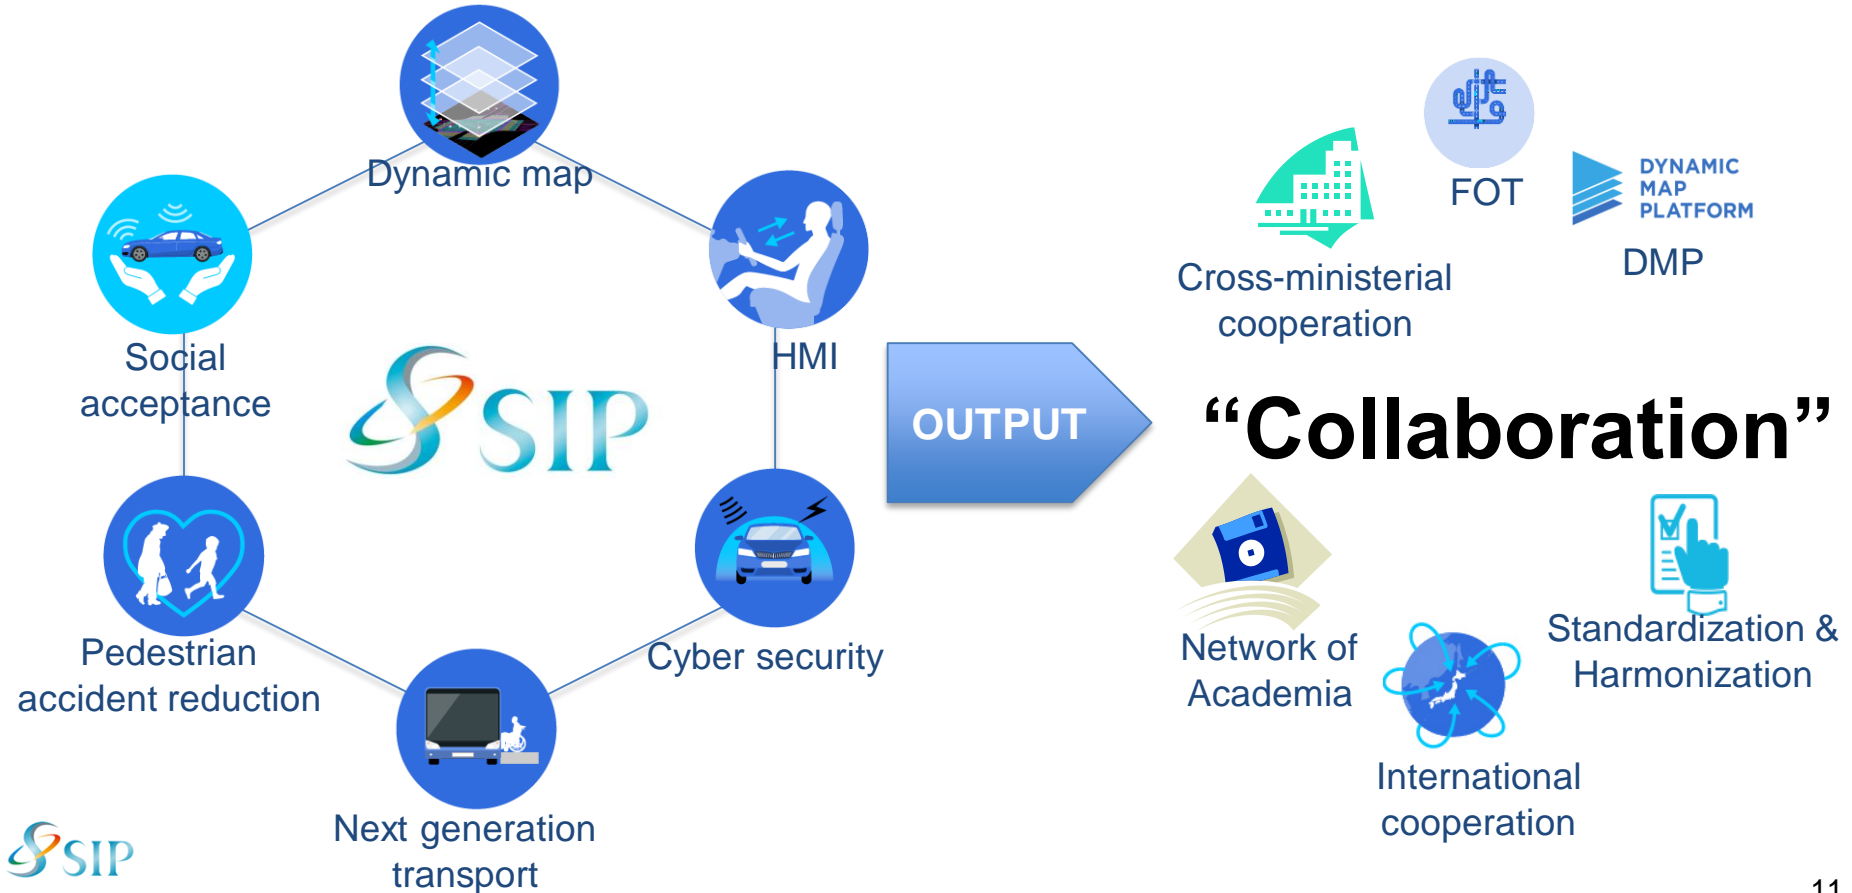 Dynamic map
Social
acceptance
HMI
SIP
Pedestrian
accident reduction
Cyber security
Next generation
transport
SIP
OUTPUT
FOT
DYNAMIC
MAP
PLATFORM
DMP
Cross-ministerial
cooperation
“Collaboration”
Network of
Academia
Standardization &
Harmonization
International
cooperation
11